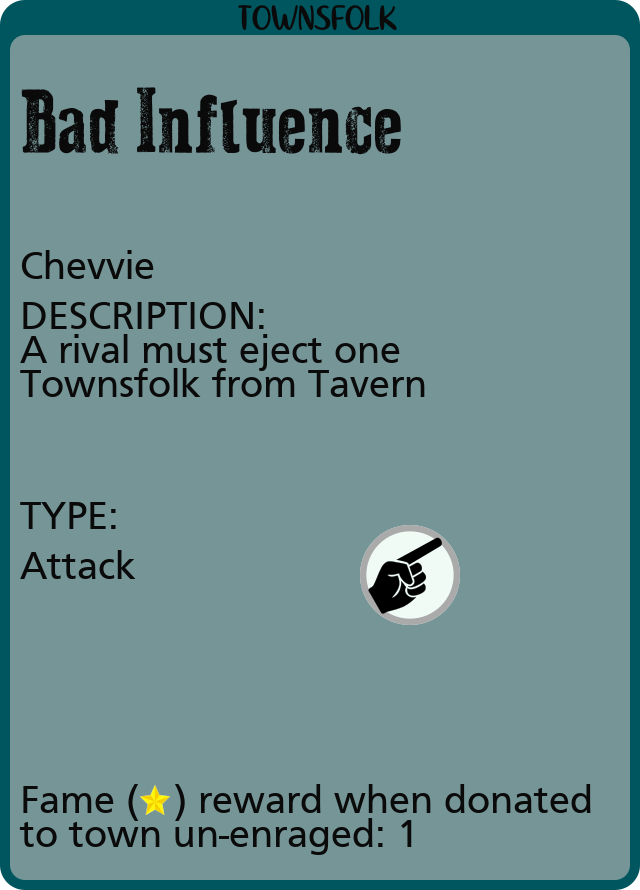 TOWNSFOLK
Bad Influence
Chevvie
DESCRIPTION:
A rival must eject one
Townsfolk from Tavern
TYPE:
Attack
Fame (⭐) reward when donated
to town un-enraged: 1